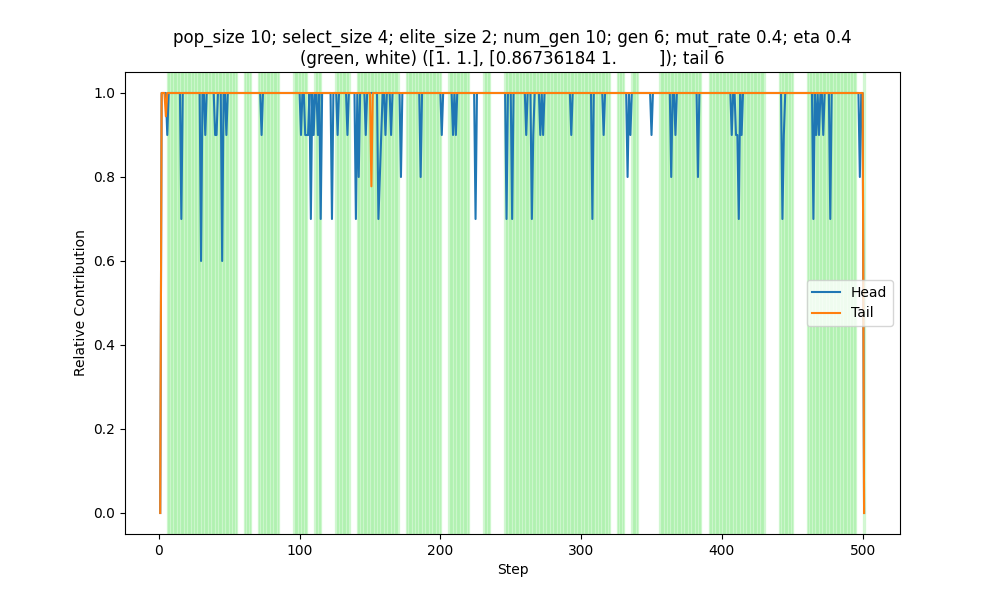 pop_size 10; select_size 4; elite_size 2; num_gen 10; gen 6; mut_rate 0.4; eta 0.4
(green, white) ([1. 1.], [0.86736184 1.        ]); tail 6
1.0
0.8
0.6
0.4
0.2
0.0
Relative Contribution
Head
Tail
0
100
200
300
400
500
Step